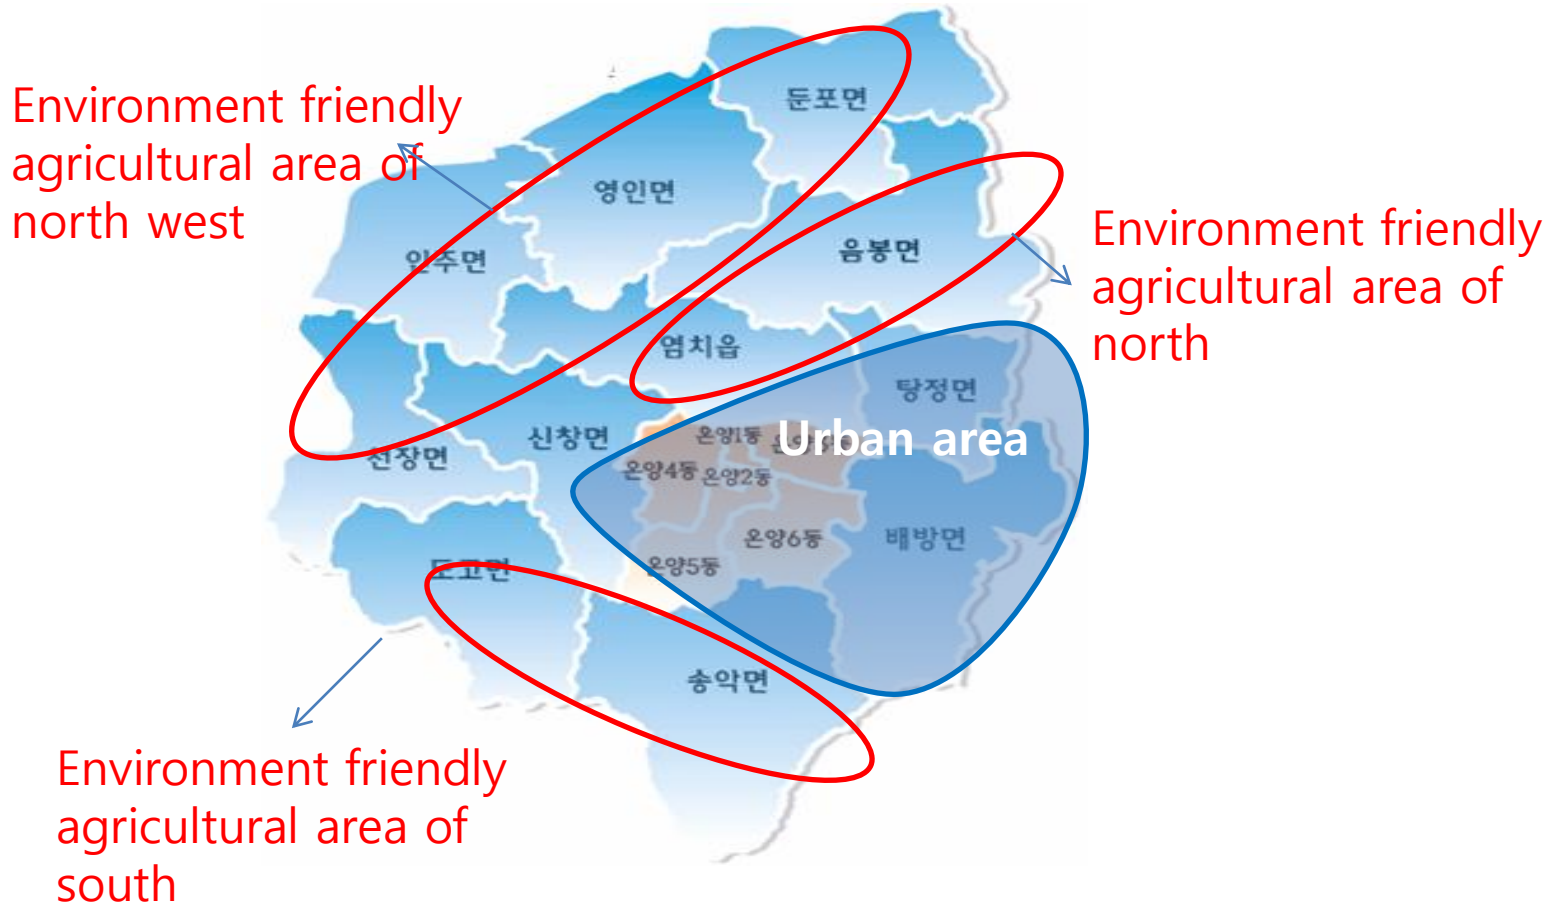 Environment friendly
agricultural area of
north west
둔포면
영인면
인주면
음봉면
Environment friendly
agricultural area of
north
염치읍
탕정면
신창면
온양1동
Urban area
선장면
온양4동
온양2동
온양6동
배방면
도고면
온양5동
송악면
Environment friendly
agricultural area of
south